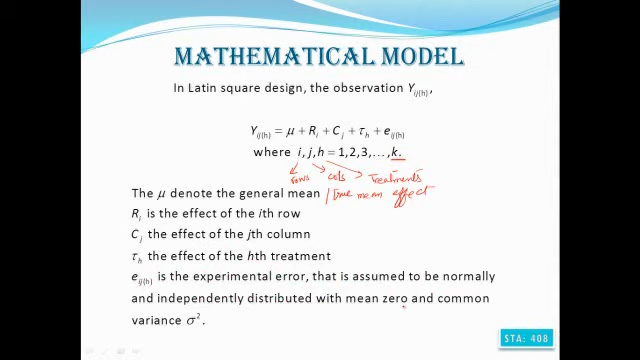 MATHEMATICAL MODEL
In Latin square design, the observation Y_ij(h),
Y_ij(h) = μ + R_i + C_j + τ_h + e_ij(h)
where i, j, h = 1, 2, 3, ..., k.
rows cols Treatments
The μ denote the general mean / true mean effect
R_i is the effect of the ith row
C_j the effect of the jth column
τ_h the effect of the hth treatment
e_ij(h) is the experimental error, that is assumed to be normally
and independently distributed with mean zero and common
variance σ².
STA: 408